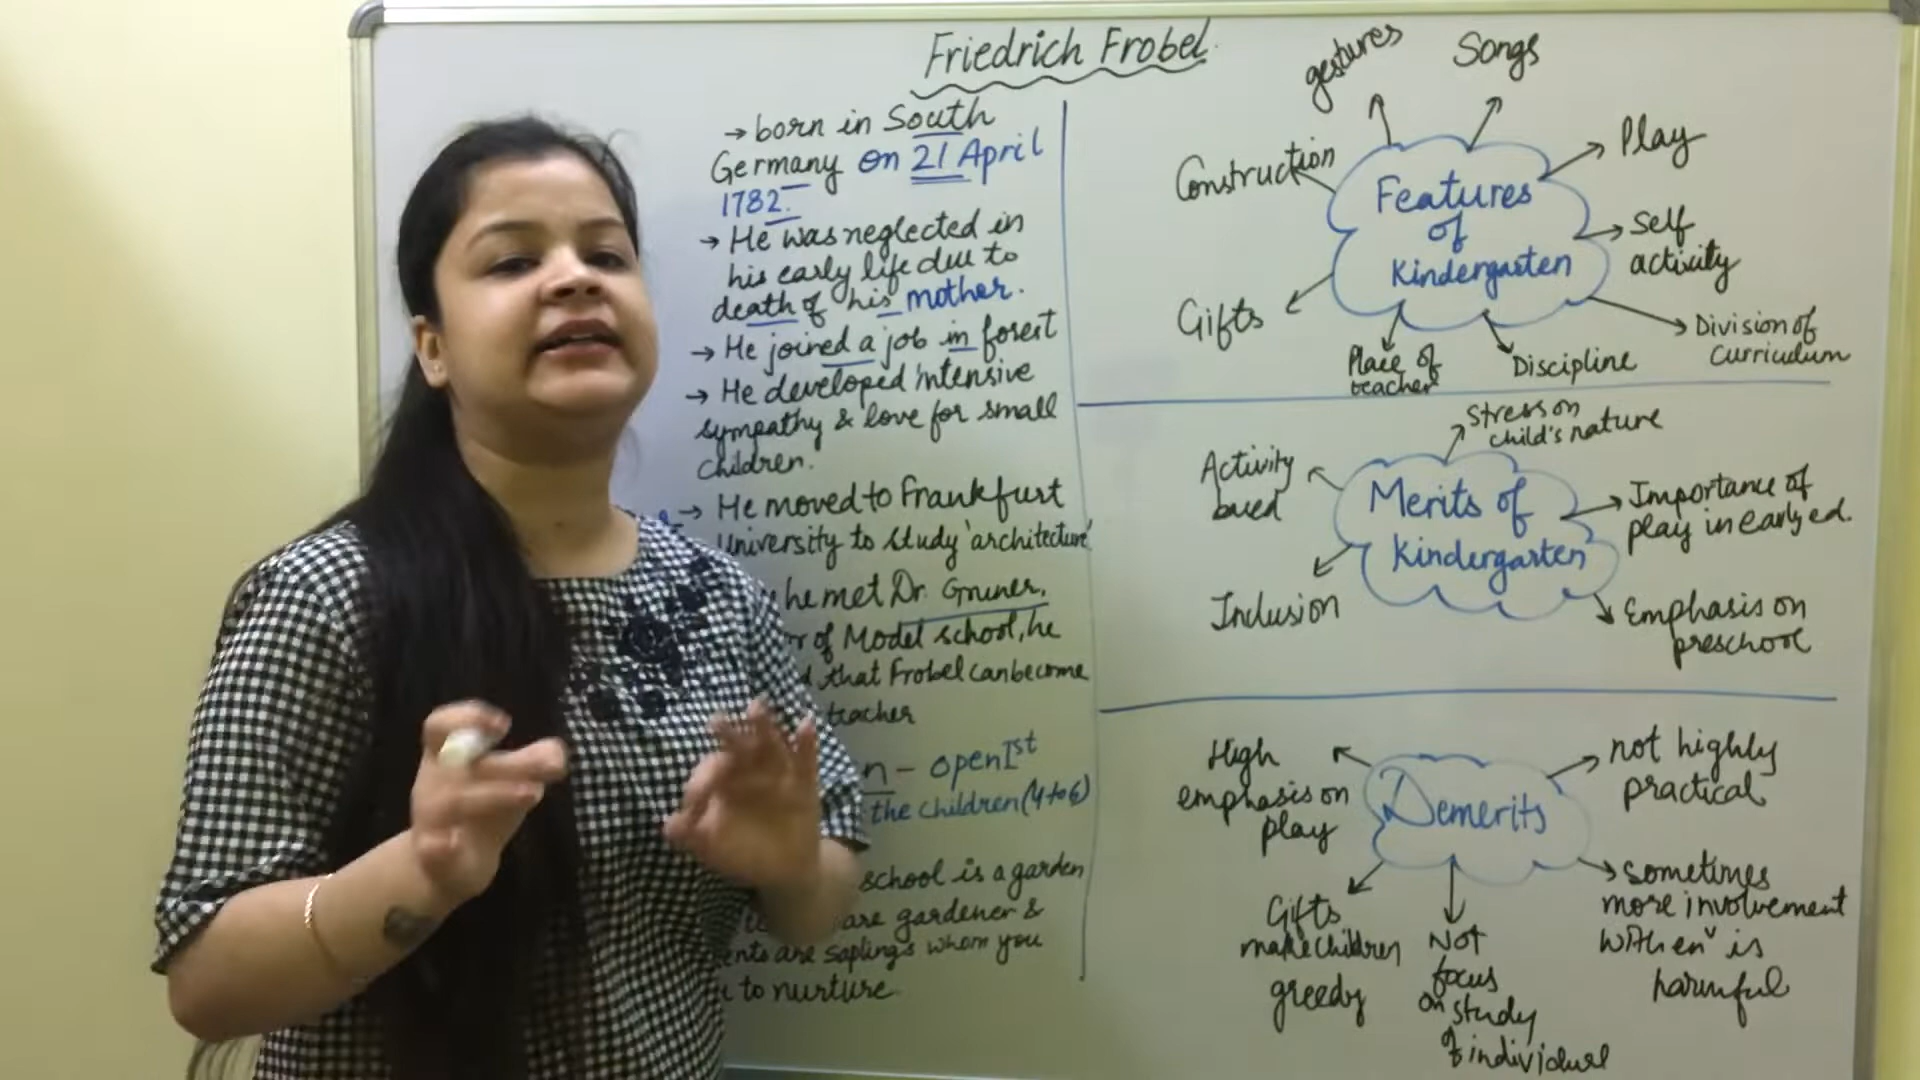 Friedrich Frobel
→ born in South
Germany on 21 April
1782.
→ He was neglected in
his early life due to
death of his mother.
→ He joined a job in forest
→ He developed intensive
sympathy & love for small
children.
→ He moved to Frankfurt
University to study 'architecture'
he met Dr. Gruner,
of Model school, he
that Frobel can become
teacher
n - open Ist
the children (4 to 6)
school is a garden
are gardener &
ents are saplings whom you
to nurture.
Features
of
Kindergarten
gestures
Songs
Play
Self
activity
Division of
curriculum
Discipline
Place of
teacher
Gifts
Construction
Merits of
Kindergarten
Stress on
child's nature
Importance of
play in early ed.
Emphasis on
preschool
Inclusion
Activity
based
Demerits
not highly
practical
Sometimes
more involvement
with env is
harmful
Not
focus
on study
of individual
Gifts
make children
greedy
High
emphasis on
play